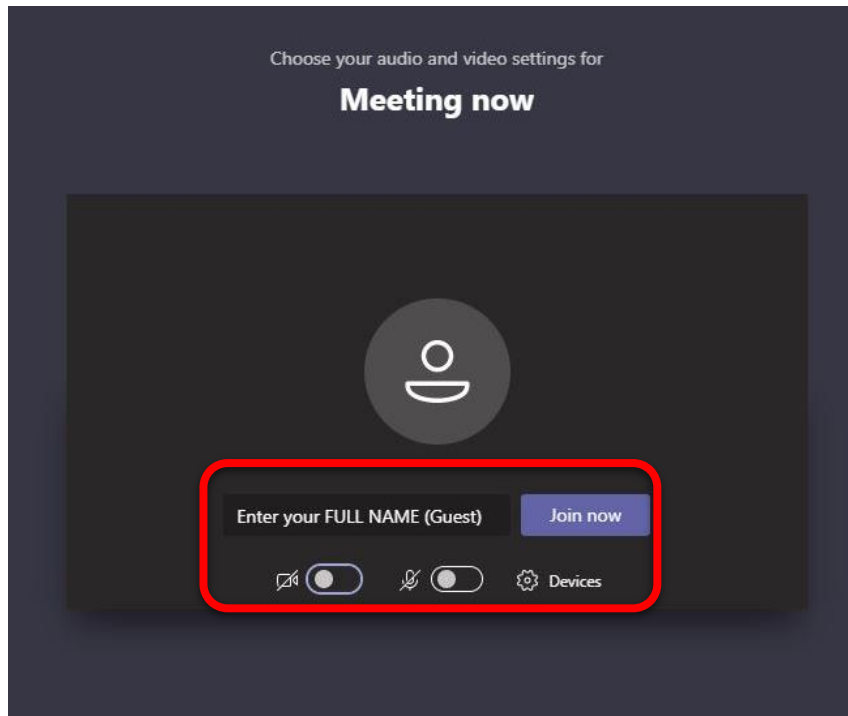 Choose your audio and video settings for
Meeting now
Enter your FULL NAME (Guest)
Join now
Devices